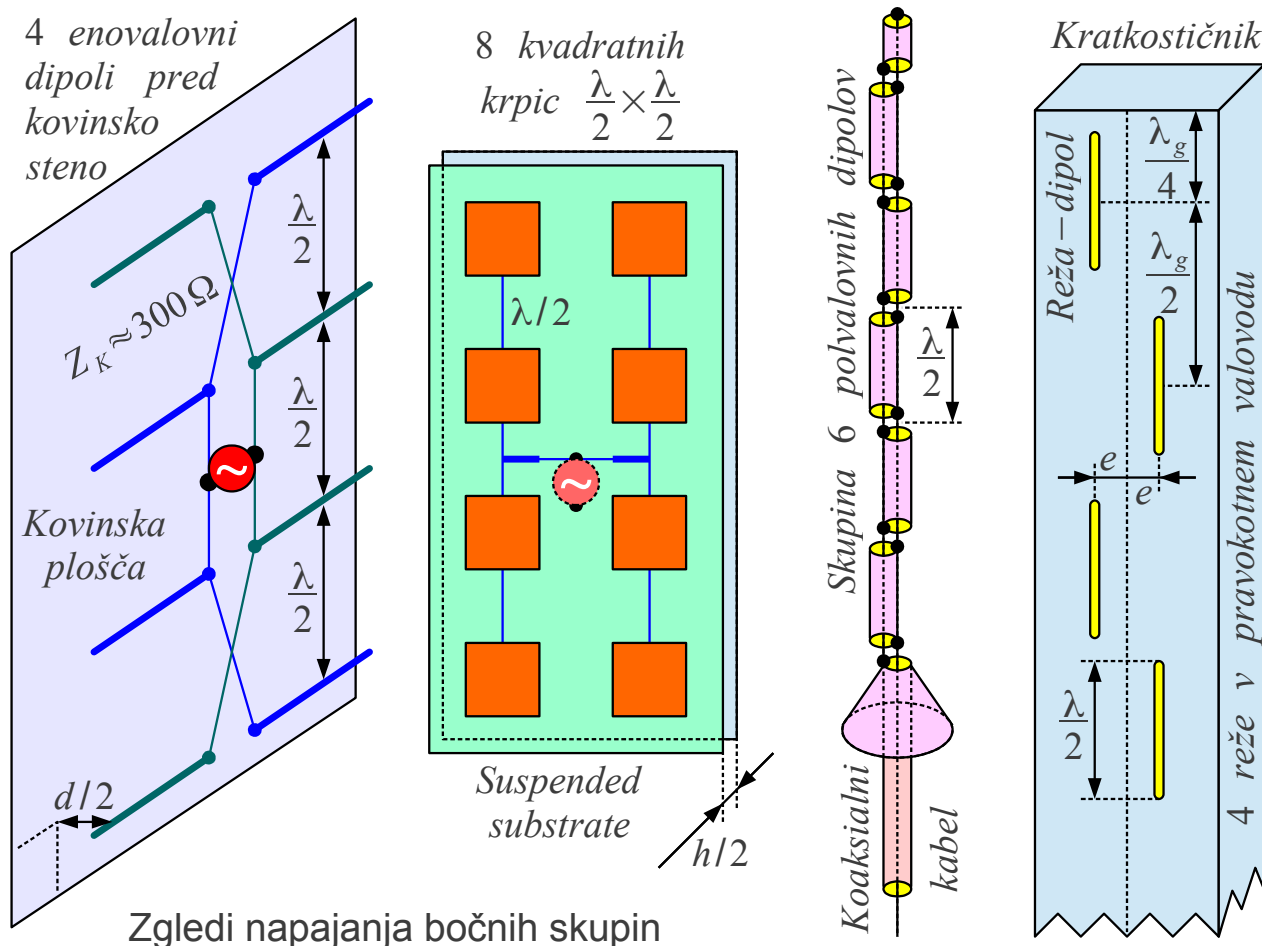 4 enovalovni
dipoli pred
kovinsko
steno
λ/2
λ/2
λ/2
Z_K≈300Ω
Kovinska
plošča
d/2
8 kvadratnih
krpic λ/2×λ/2
λ/2
~
~
Suspended
substrate
h/2
Skupina 6 polvalovnih dipolov
λ/2
Koaksialni
kabel
Kratkostičnik
Reža–dipol
λ_g/4
λ_g/2
e
e
λ/2
4 reže v pravokotnem valovodu
Zgledi napajanja bočnih skupin